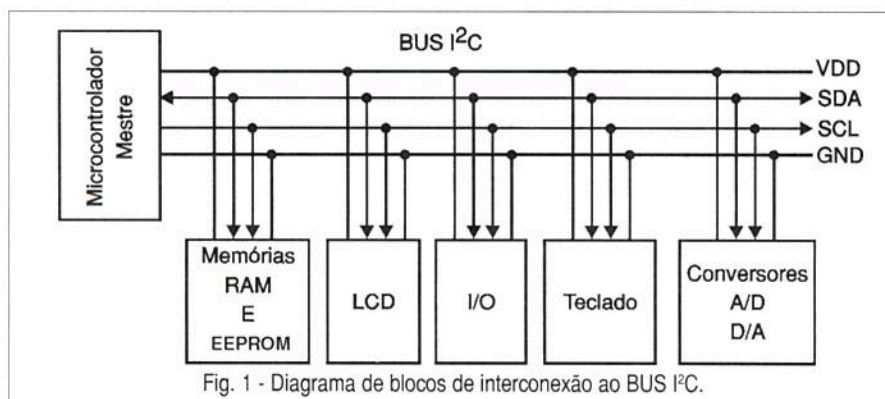 BUS I²C
Microcontrolador
Mestre
VDD
SDA
SCL
GND
Memórias
RAM
E
EEPROM
LCD
I/O
Teclado
Conversores
A/D
D/A
Fig. 1 - Diagrama de blocos de interconexão ao BUS I²C.